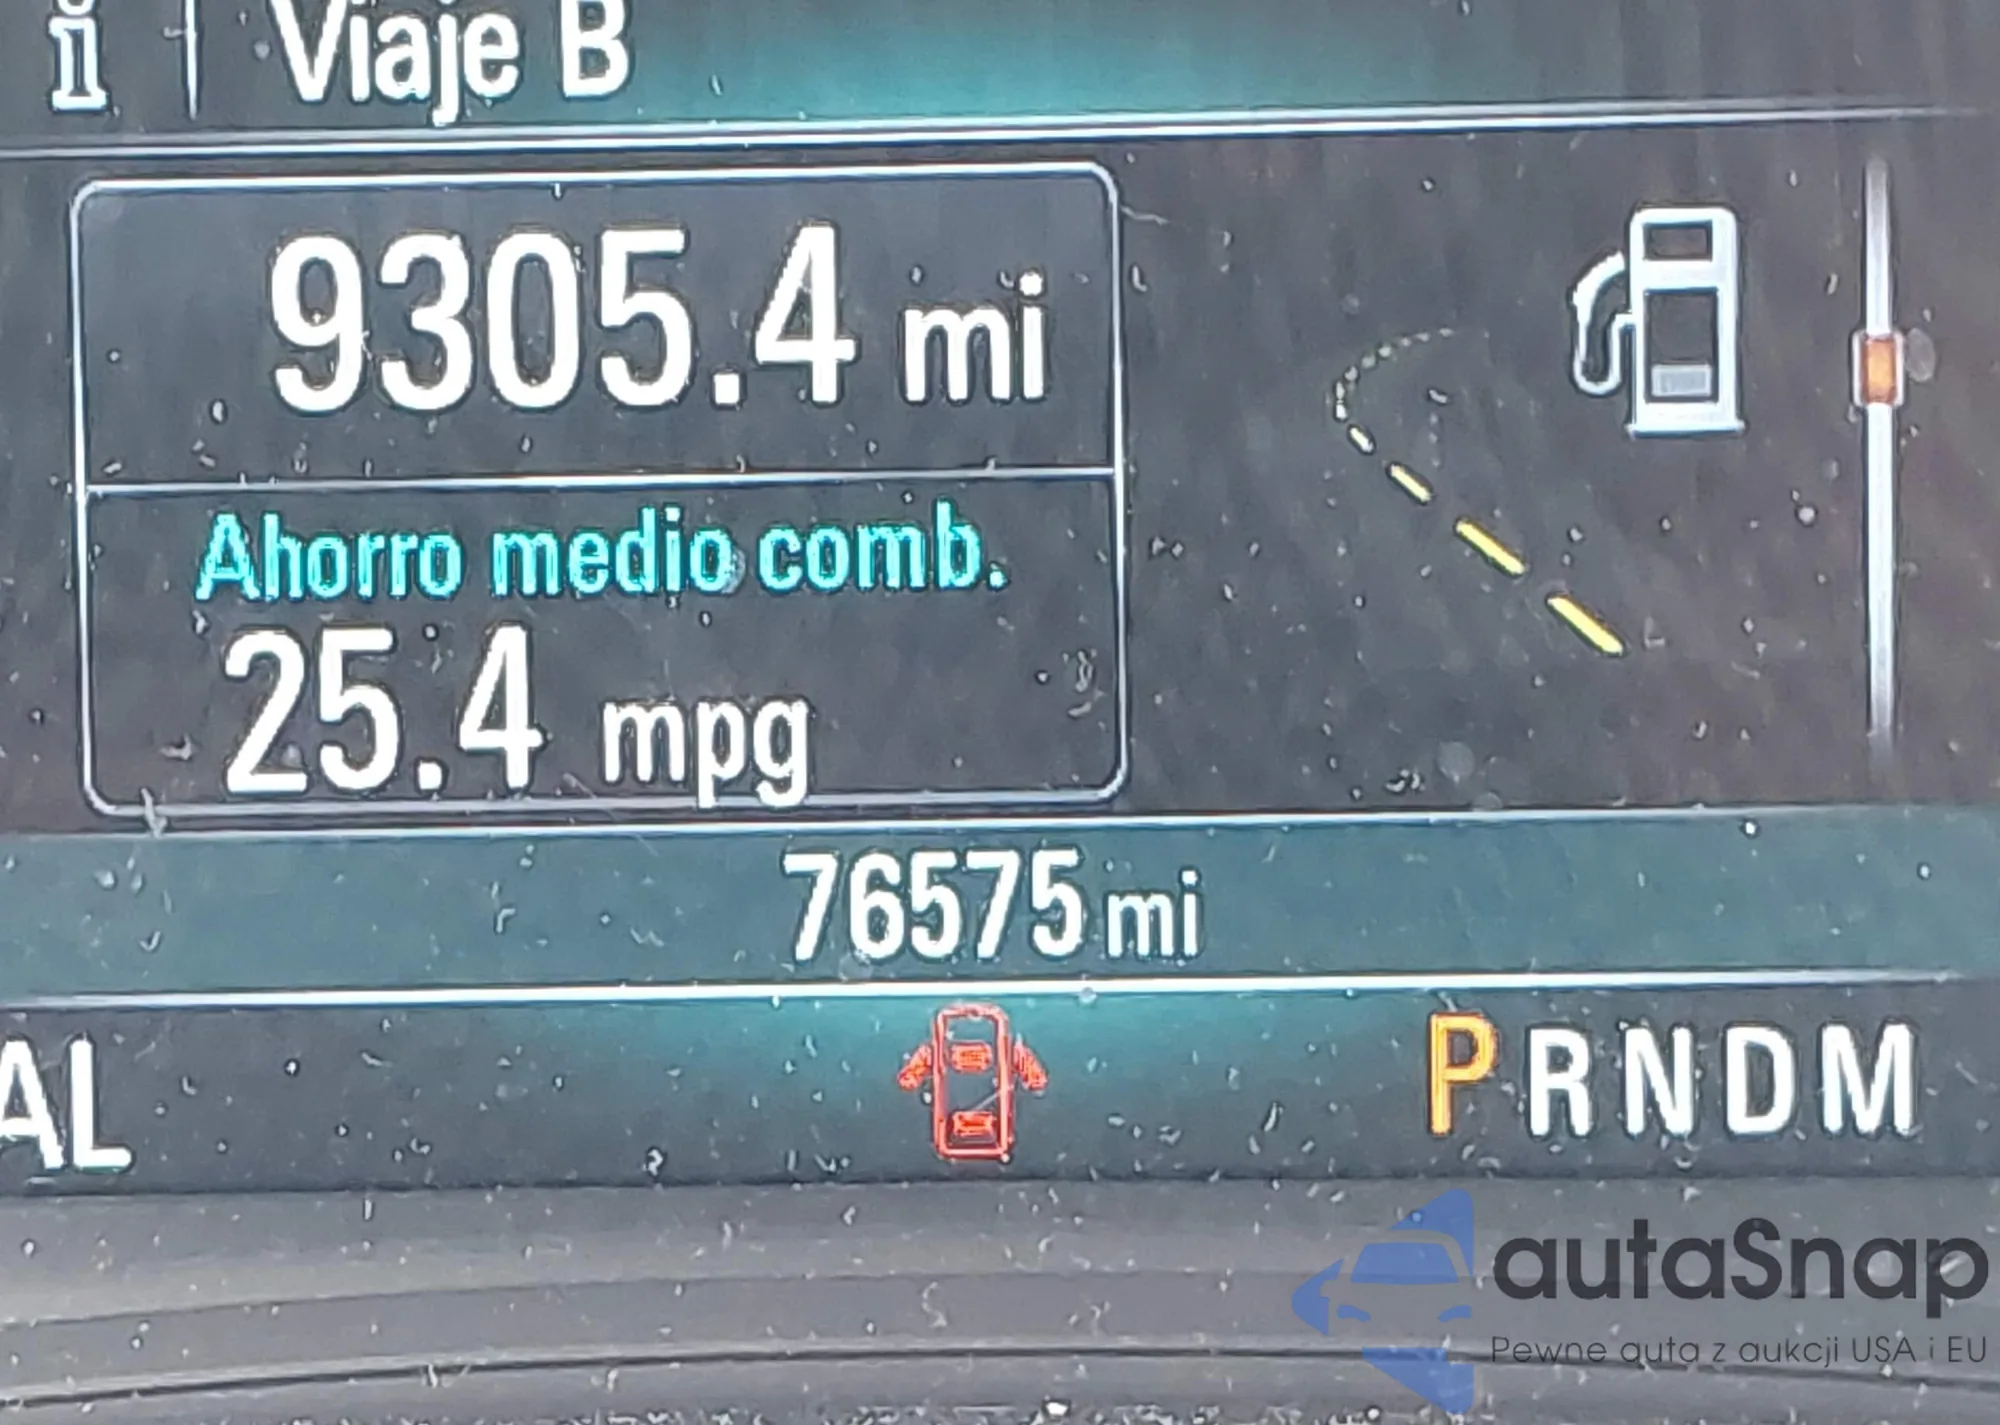 i Viaje B
9305.4 mi
Ahorro medio comb.
25.4 mpg
76575 mi
AL
PRNDM
autaSnap
Pewne auta z aukcji USA i EU